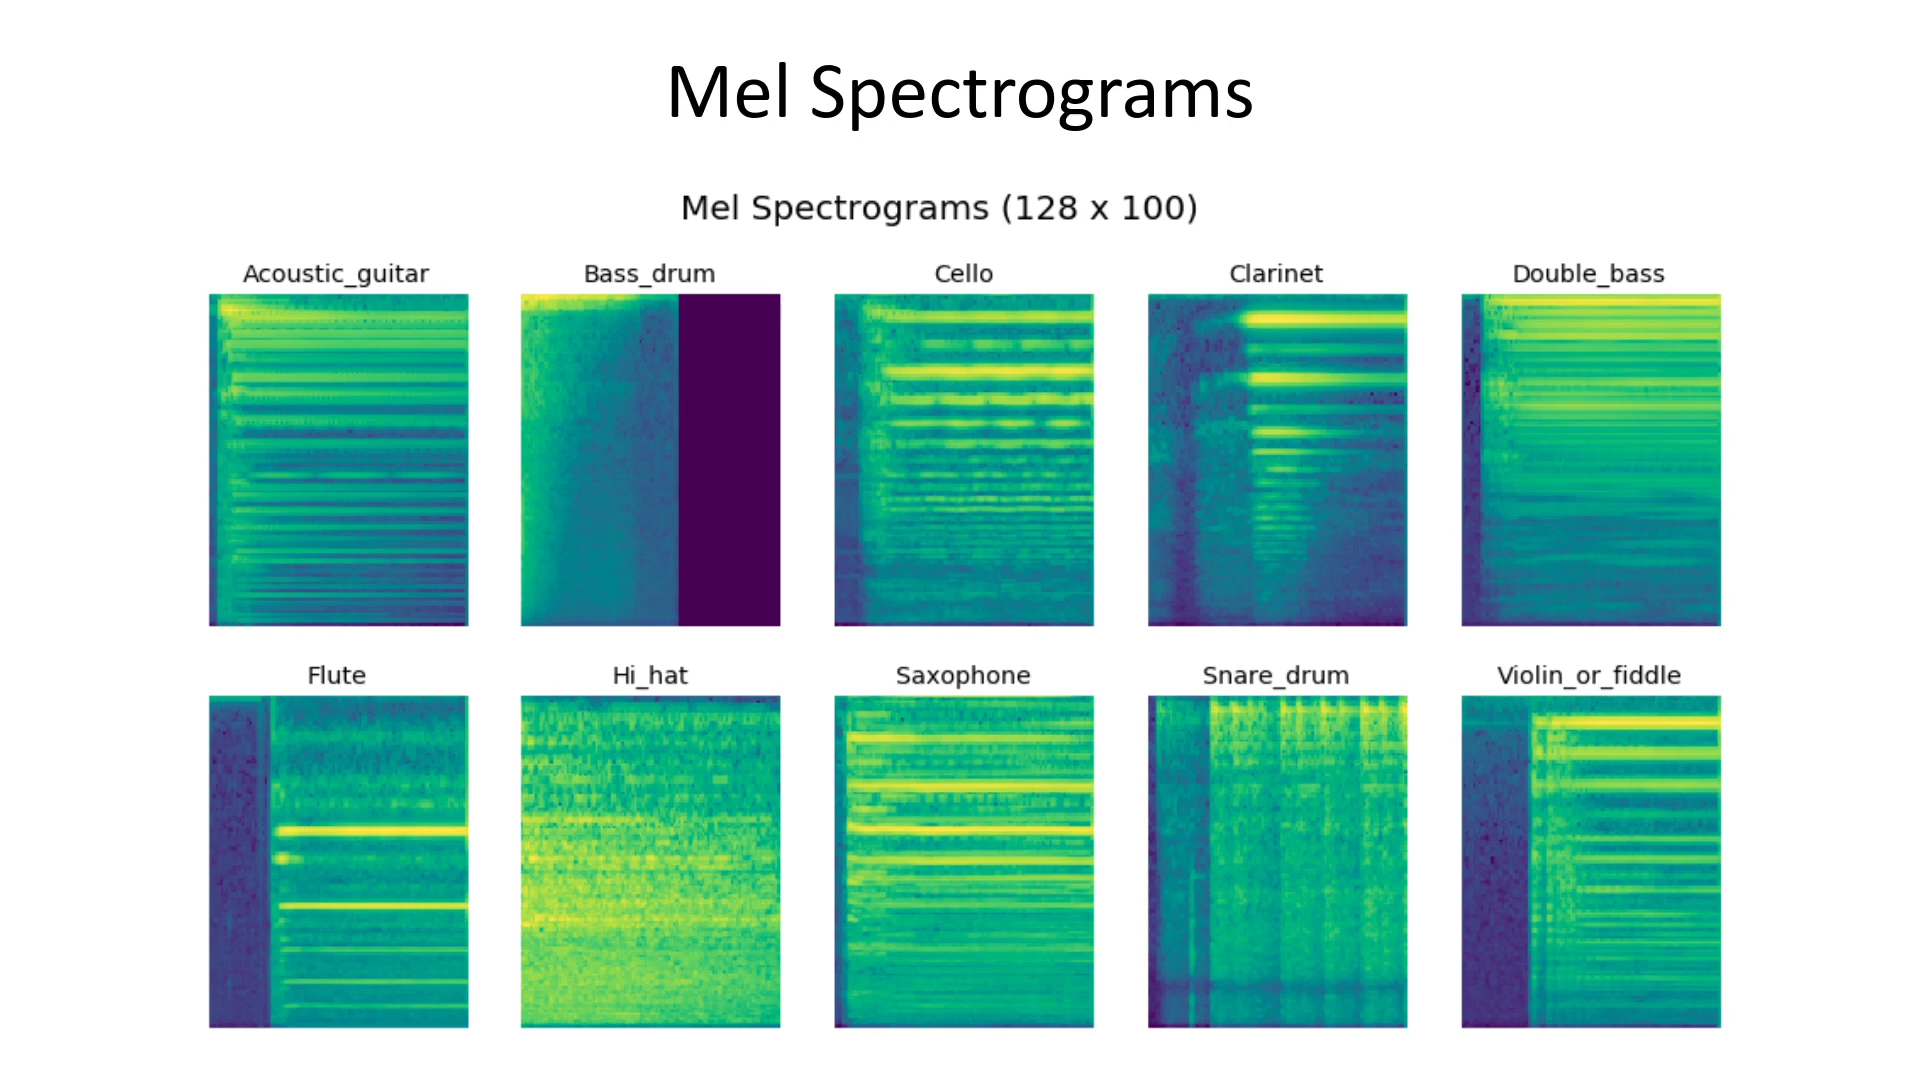 Mel Spectrograms
Mel Spectrograms (128 x 100)
Acoustic_guitar Bass_drum Cello Clarinet Double_bass
Flute Hi_hat Saxophone Snare_drum Violin_or_fiddle